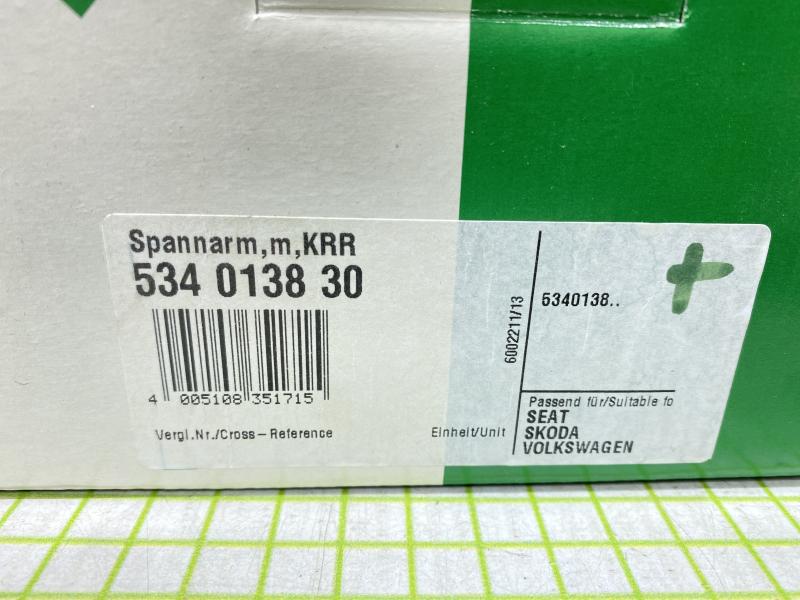 Spannarm,m,KRR
534 0138 30
4 005108 351715
Vergl.Nr./Cross-Reference
Einheit/Unit
6002211/13
5340138..
Passend für/Suitable fo
SEAT
SKODA
VOLKSWAGEN